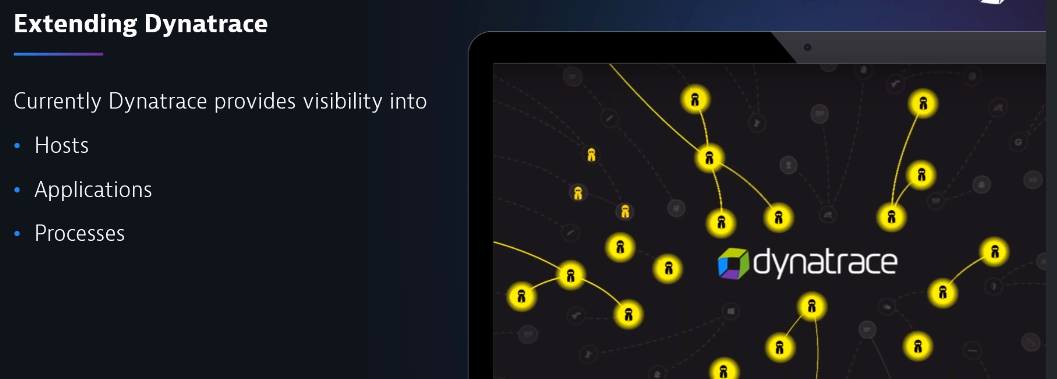 Extending Dynatrace
Currently Dynatrace provides visibility into
• Hosts
• Applications
• Processes
dynatrace